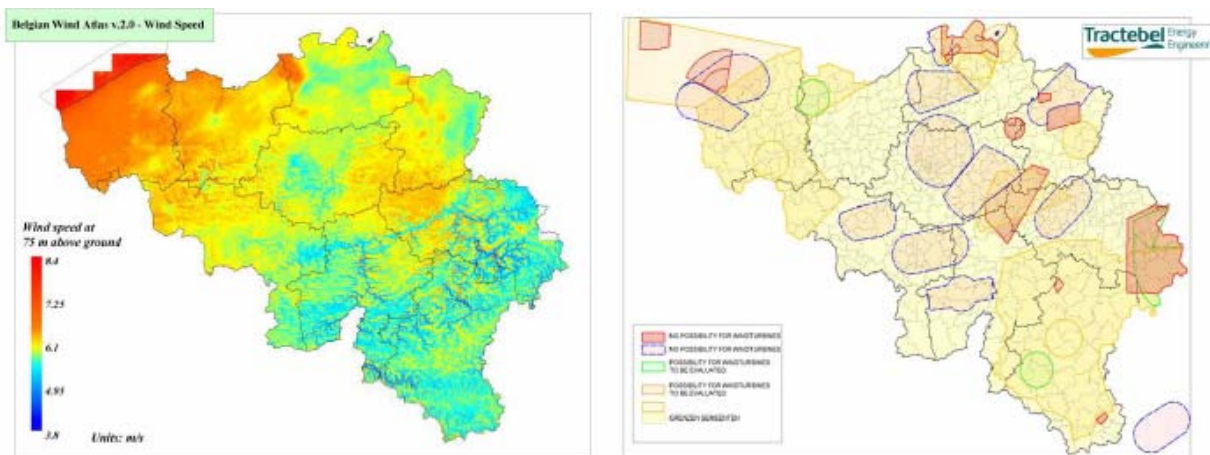 Belgian Wind Atlas v.2.0 - Wind Speed
Wind speed at
75 m above ground
8.4
7.25
6.1
4.95
3.8
Units: m/s
Tractebel Energy
Engineering
NO POSSIBILITY FOR WINDTURBINES
NO POSSIBILITY FOR WINDTURBINES
POSSIBILITY FOR WINDTURBINES
TO BE EVALUATED
POSSIBILITY FOR WINDTURBINES
TO BE EVALUATED
GRENZEN GEMEENTEN